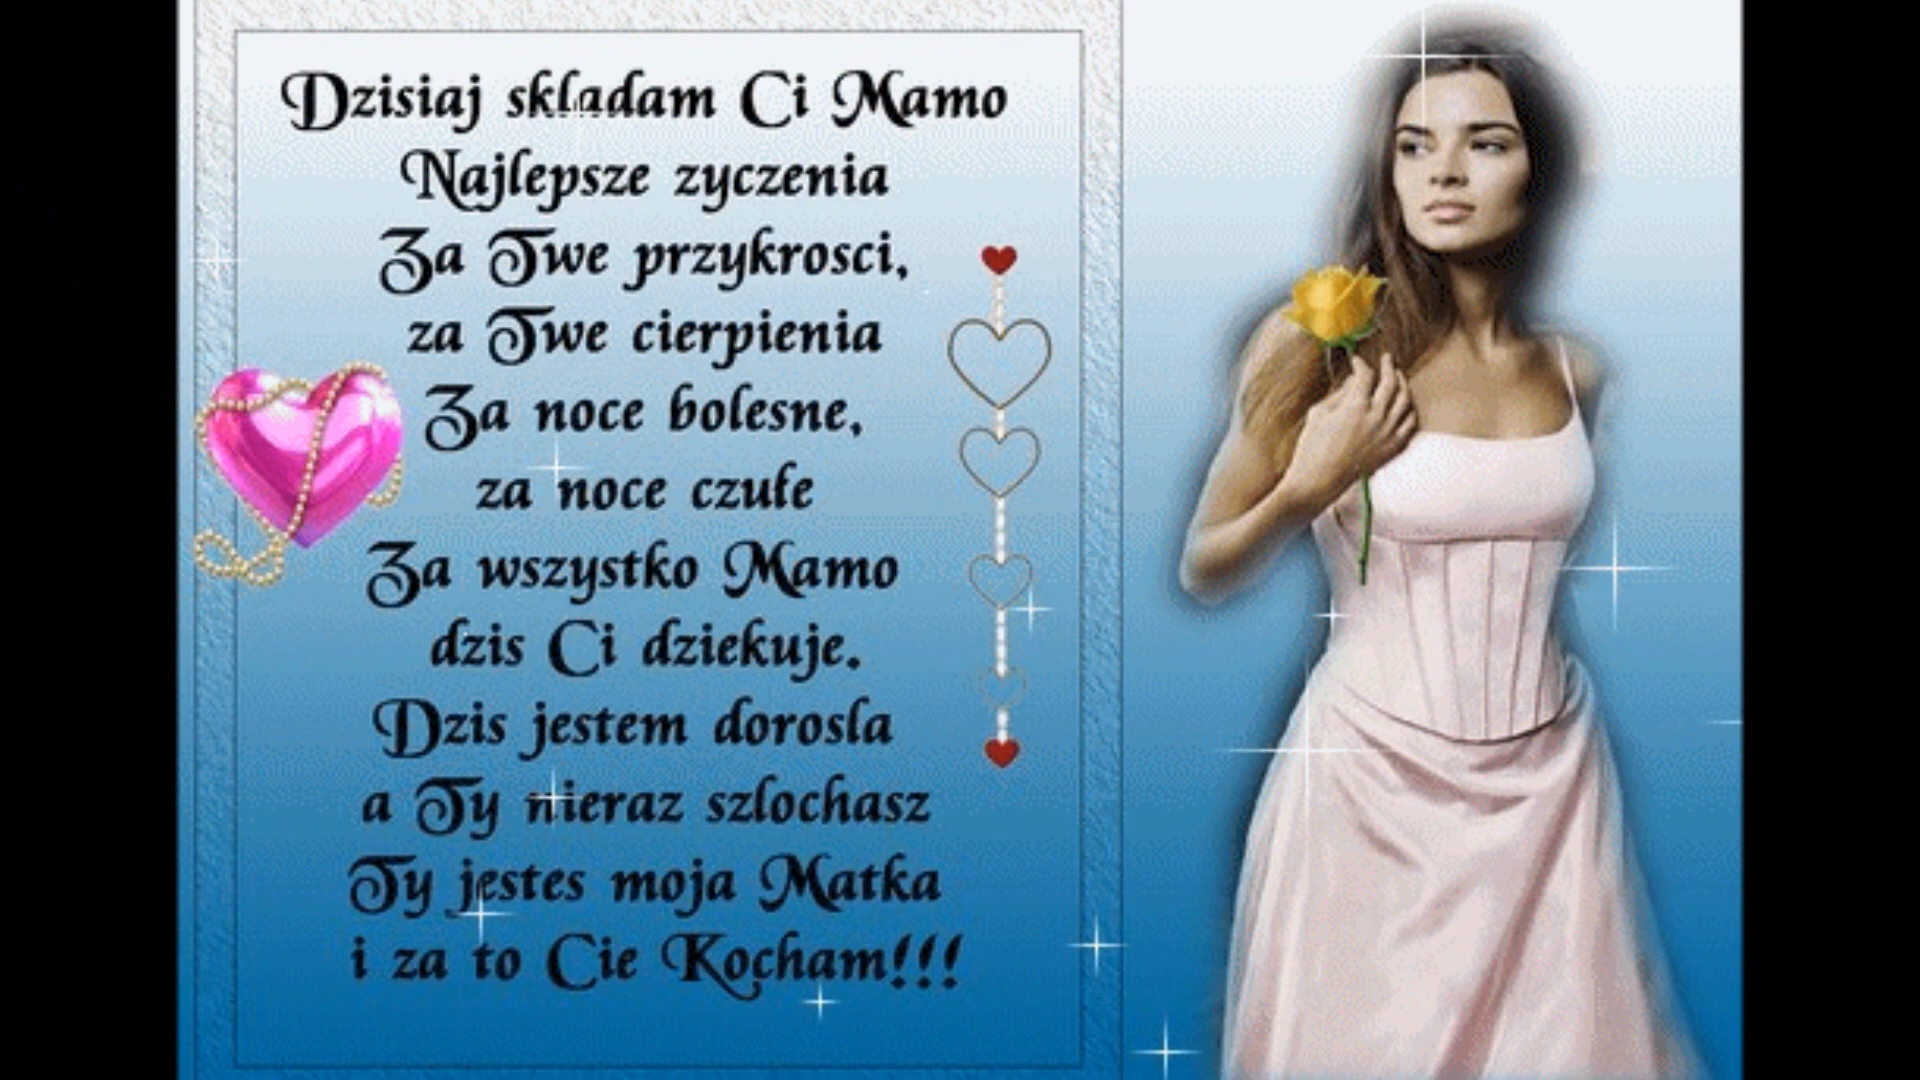 Dzisiaj skladam Ci Mamo
Najlepsze zyczenia
Za Twe przykrosci,
za Twe cierpienia
Za noce bolesne,
za noce czule
Za wszystko Mamo
dzis Ci dziekuje.
Dzis jestem dorosla
a Ty nieraz szlochasz
Ty jestes moja Matka
i za to Cie Kocham!!!